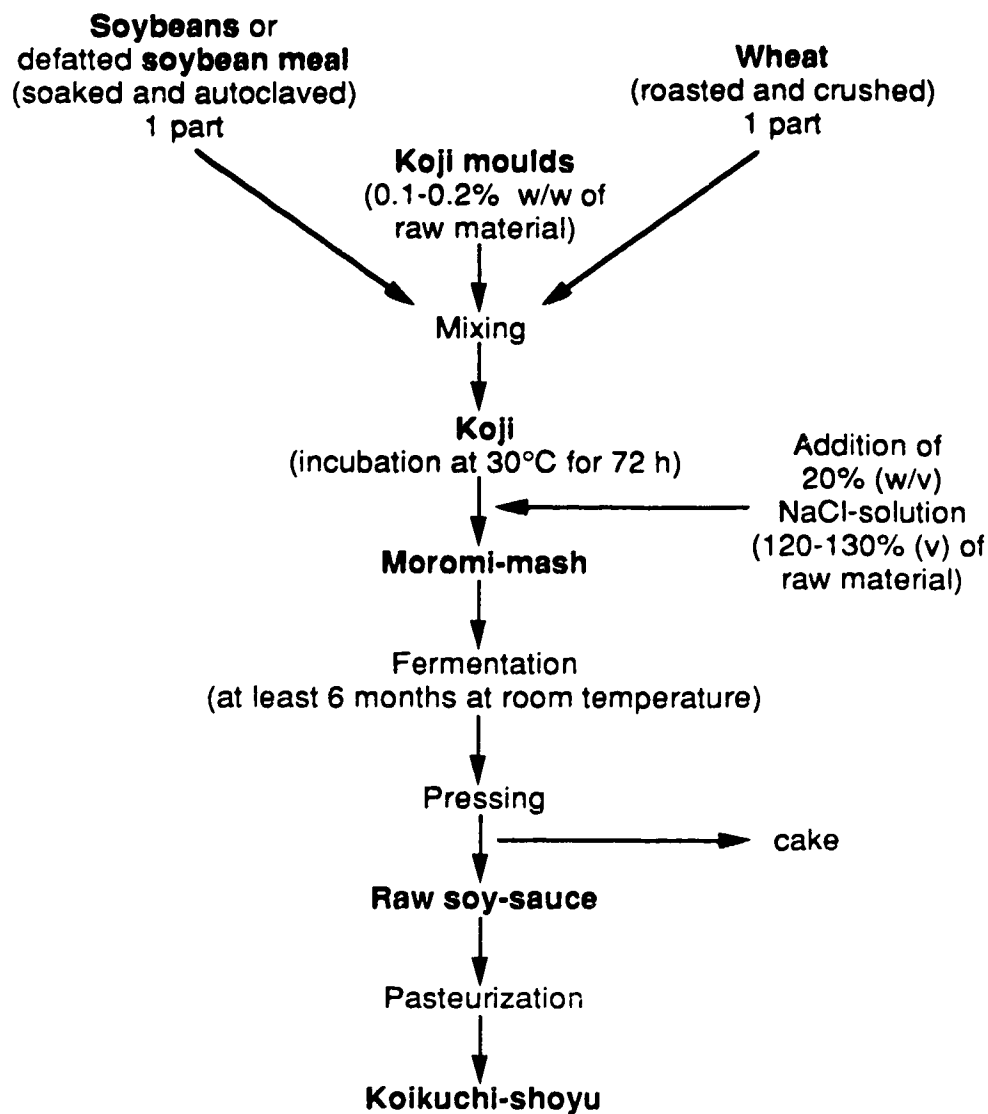 Soybeans or
defatted soybean meal
(soaked and autoclaved)
1 part
Wheat
(roasted and crushed)
1 part
Koji moulds
(0.1-0.2% w/w of
raw material)
Mixing
Koji
(incubation at 30°C for 72 h)
Addition of
20% (w/v)
NaCl-solution
(120-130% (v) of
raw material)
Moromi-mash
Fermentation
(at least 6 months at room temperature)
Pressing
cake
Raw soy-sauce
Pasteurization
Koikuchi-shoyu